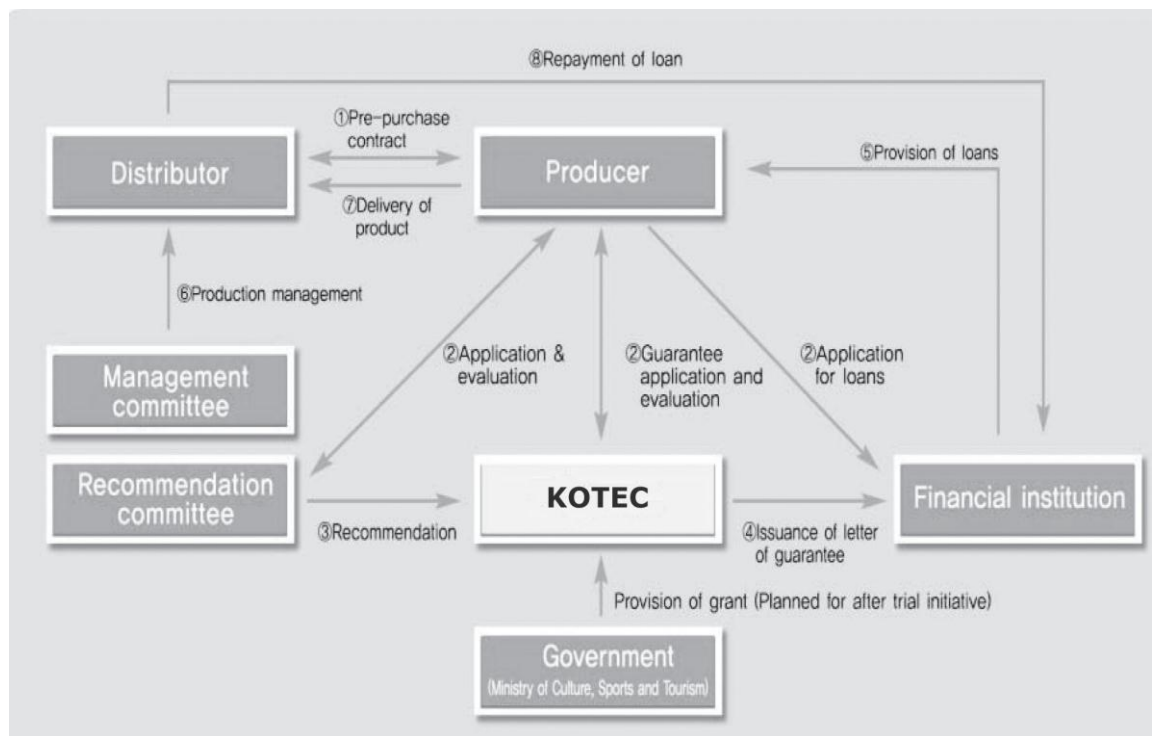 ⑧Repayment of loan
①Pre-purchase
contract
Distributor
Producer
⑤Provision of loans
⑦Delivery of
product
⑥Production management
Management
committee
②Application &
evaluation
②Guarantee
application and
evaluation
②Application
for loans
Recommendation
committee
③Recommendation
KOTEC
④Issuance of letter
of guarantee
Financial institution
Provision of grant (Planned for after trial initiative)
Government
(Ministry of Culture, Sports and Tourism)